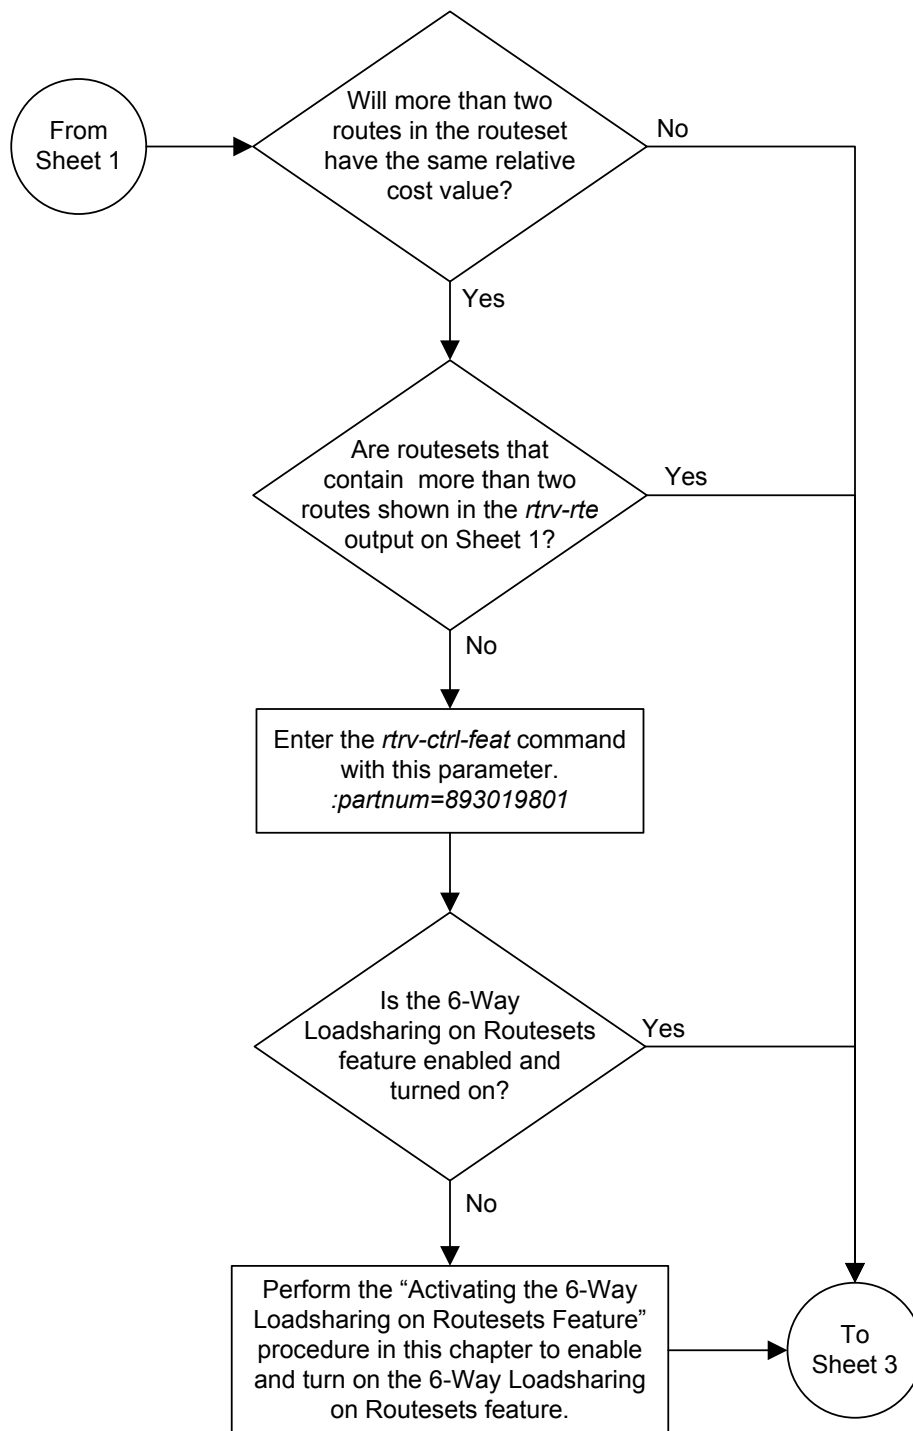 From
Sheet 1
Will more than two
routes in the routeset
have the same relative
cost value?
No
Yes
Are routesets that
contain  more than two
routes shown in the rtrv-rte
output on Sheet 1?
Yes
No
Enter the rtrv-ctrl-feat command
with this parameter.
:partnum=893019801
Is the 6-Way
Loadsharing on Routesets
feature enabled and
turned on?
Yes
No
Perform the “Activating the 6-Way
Loadsharing on Routesets Feature”
procedure in this chapter to enable
and turn on the 6-Way Loadsharing
on Routesets feature.
To
Sheet 3